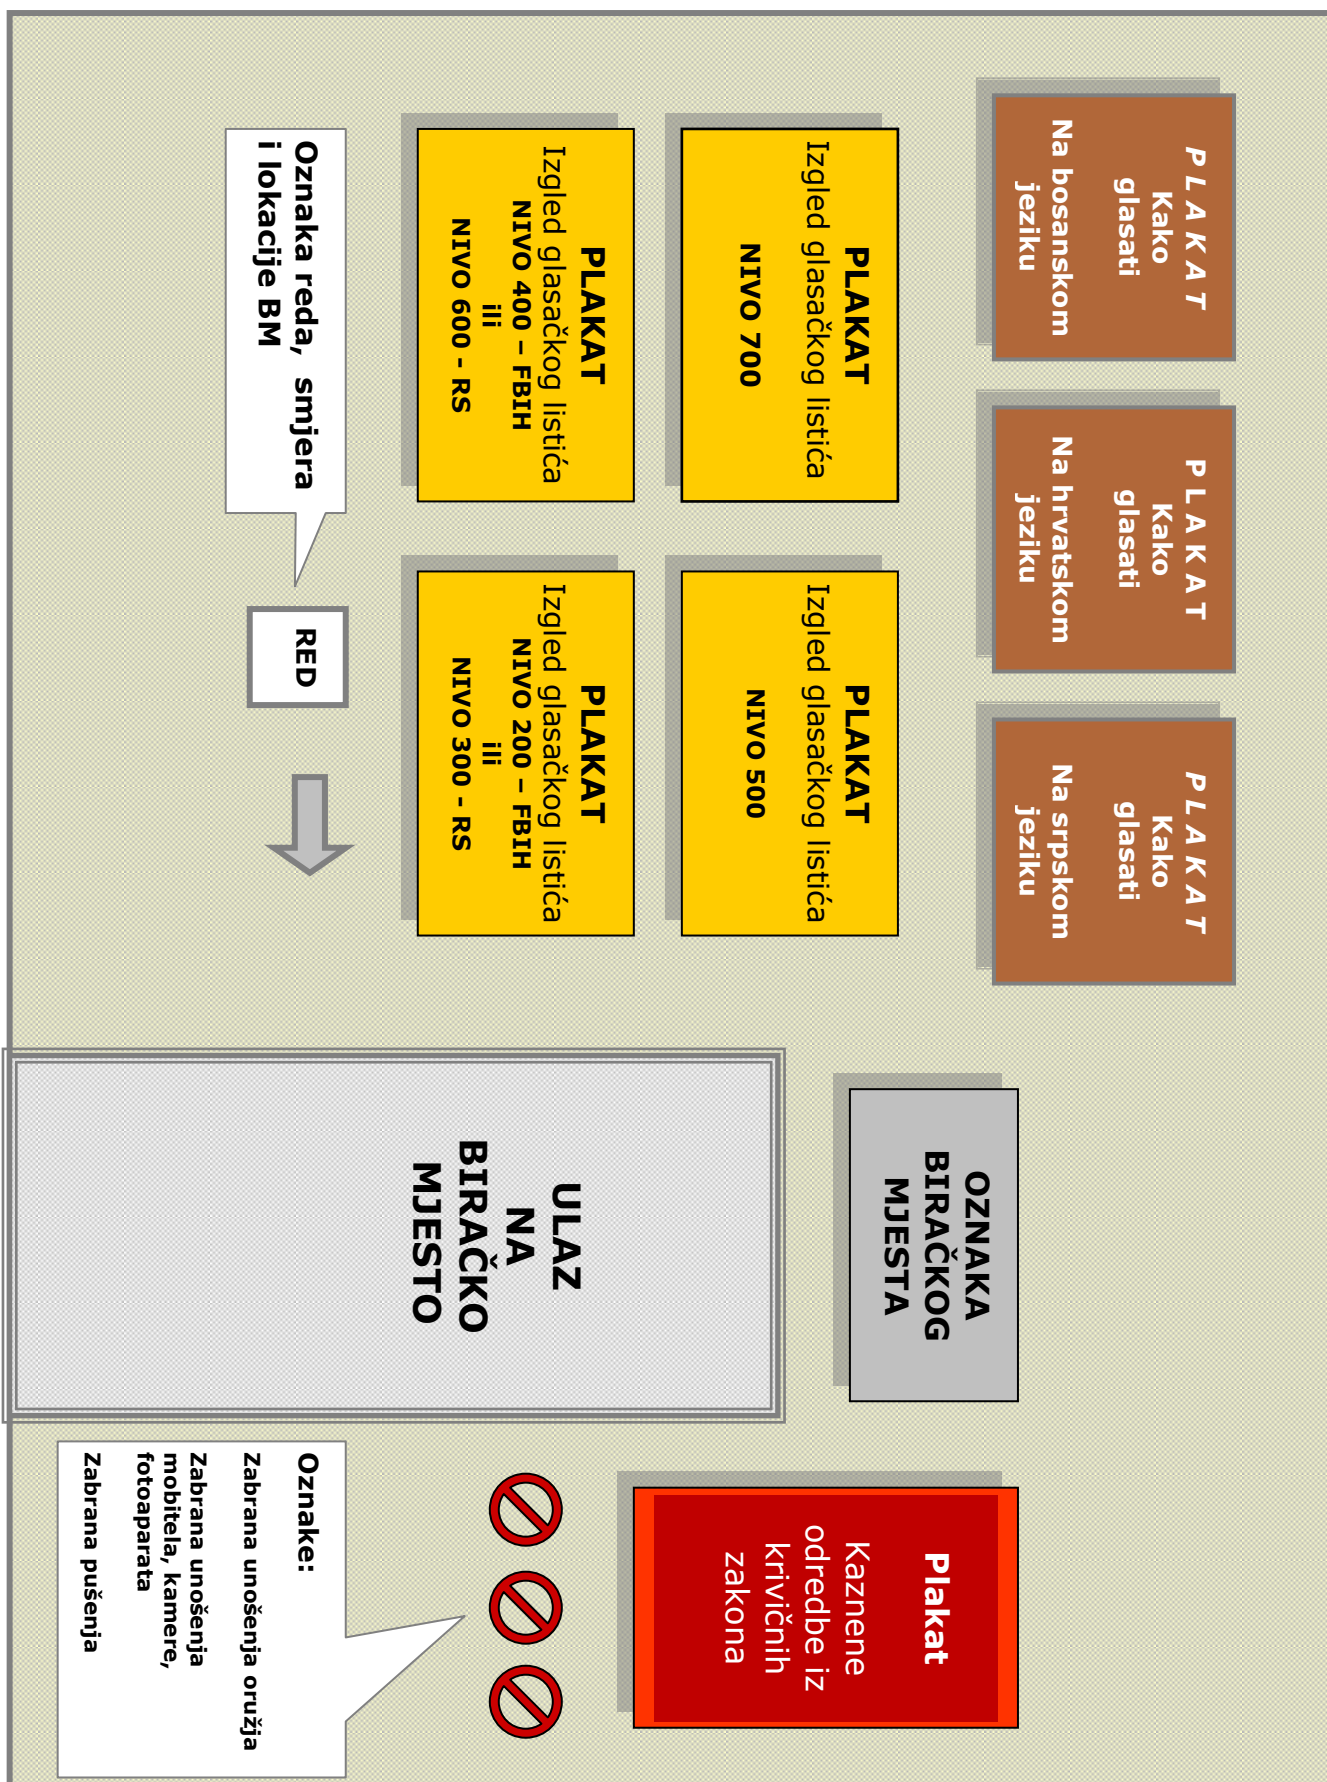 PLAKAT
Kako
glasati
Na bosanskom
jeziku
PLAKAT
Kako
glasati
Na hrvatskom
jeziku
PLAKAT
Kako
glasati
Na srpskom
jeziku
PLAKAT
Izgled glasačkog listića
NIVO 700
PLAKAT
Izgled glasačkog listića
NIVO 500
PLAKAT
Izgled glasačkog listića
NIVO 400 – FBIH
ili
NIVO 600 - RS
PLAKAT
Izgled glasačkog listića
NIVO 200 – FBIH
ili
NIVO 300 - RS
Oznaka reda, smjera
i lokacije BM
RED
OZNAKA
BIRAČKOG
MJESTA
ULAZ
NA
BIRAČKO
MJESTO
Plakat
Kaznene
odredbe iz
krivičnih
zakona
Oznake:
Zabrana unošenja oružja
Zabrana unošenja
mobitela, kamere,
fotoaparata
Zabrana pušenja